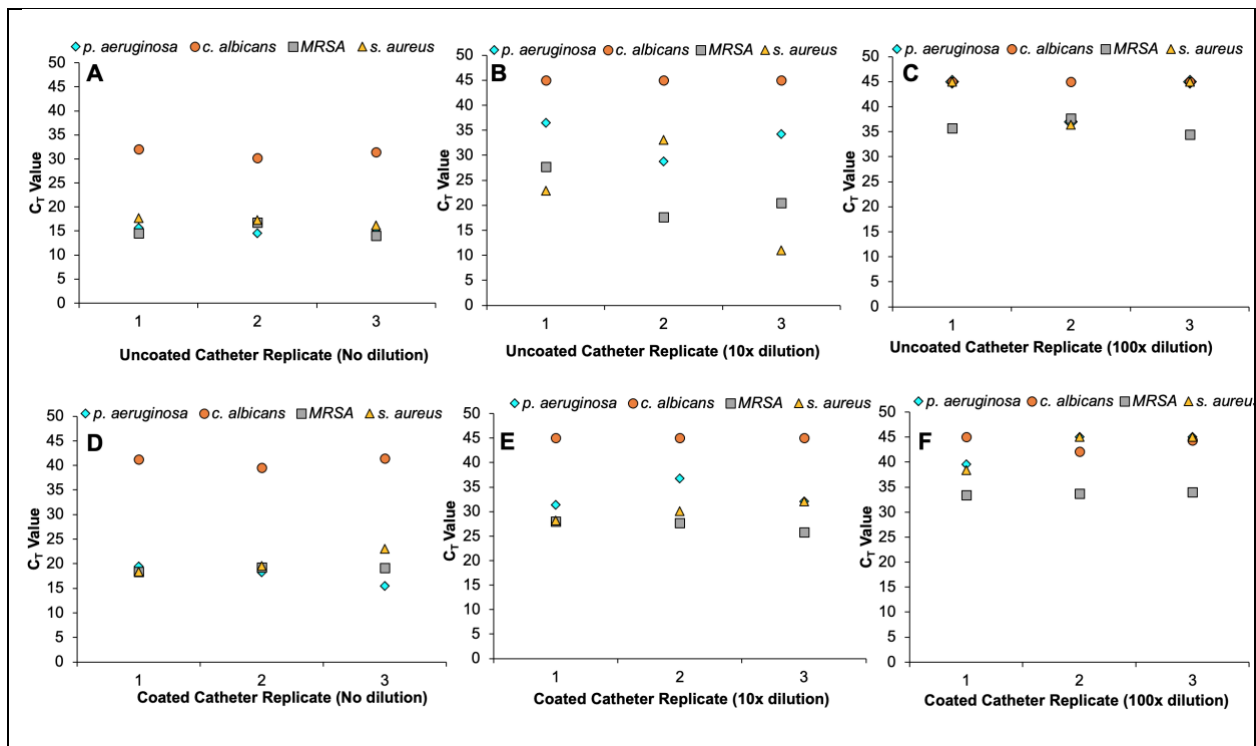 p. aeruginosa c. albicans MRSA s. aureus
A
50
45
40
35
30
25
20
15
10
5
0
C_T Value
1 2 3
Uncoated Catheter Replicate (No dilution)
p. aeruginosa c. albicans MRSA s. aureus
B
50
45
40
35
30
25
20
15
10
5
0
C_T Value
1 2 3
Uncoated Catheter Replicate (10x dilution)
p. aeruginosa c. albicans MRSA s. aureus
C
50
45
40
35
30
25
20
15
10
5
0
C_T Value
1 2 3
Uncoated Catheter Replicate (100x dilution)
p. aeruginosa c. albicans MRSA s. aureus
D
50
45
40
35
30
25
20
15
10
5
0
C_T Value
1 2 3
Coated Catheter Replicate (No dilution)
p. aeruginosa c. albicans MRSA s. aureus
E
50
45
40
35
30
25
20
15
10
5
0
C_T Value
1 2 3
Coated Catheter Replicate (10x dilution)
p. aeruginosa c. albicans MRSA s. aureus
F
50
45
40
35
30
25
20
15
10
5
0
C_T Value
1 2 3
Coated Catheter Replicate (100x dilution)